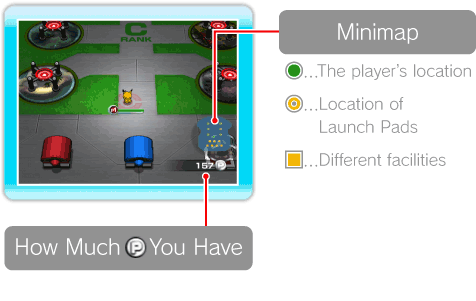 C
RANK
Minimap
...The player's location
...Location of
Launch Pads
...Different facilities
157 P
How Much P You Have